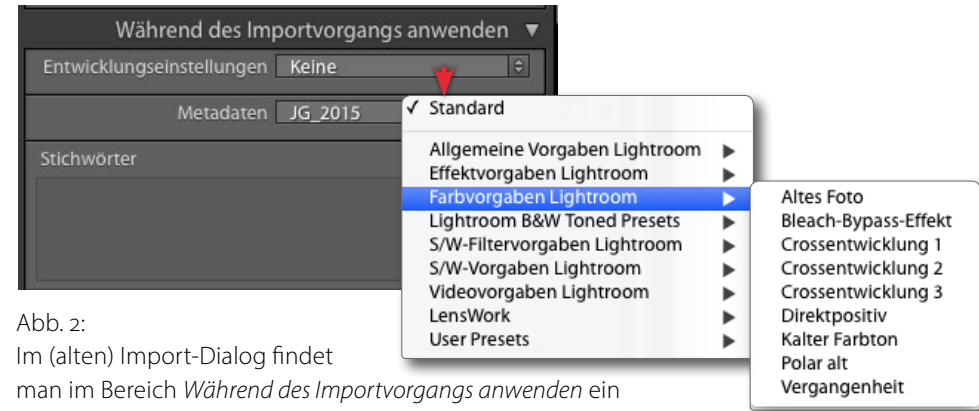 Während des Importvorgangs anwenden
Entwicklungseinstellungen Keine
Metadaten JG_2015
Stichwörter
✓ Standard
Allgemeine Vorgaben Lightroom
Effektvorgaben Lightroom
Farbvorgaben Lightroom
Lightroom B&W Toned Presets
S/W-Filtervorgaben Lightroom
S/W-Vorgaben Lightroom
Videovorgaben Lightroom
LensWork
User Presets
Altes Foto
Bleach-Bypass-Effekt
Crossentwicklung 1
Crossentwicklung 2
Crossentwicklung 3
Direktpositiv
Kalter Farbton
Polar alt
Vergangenheit
Abb. 2:
Im (alten) Import-Dialog findet
man im Bereich Während des Importvorgangs anwenden ein